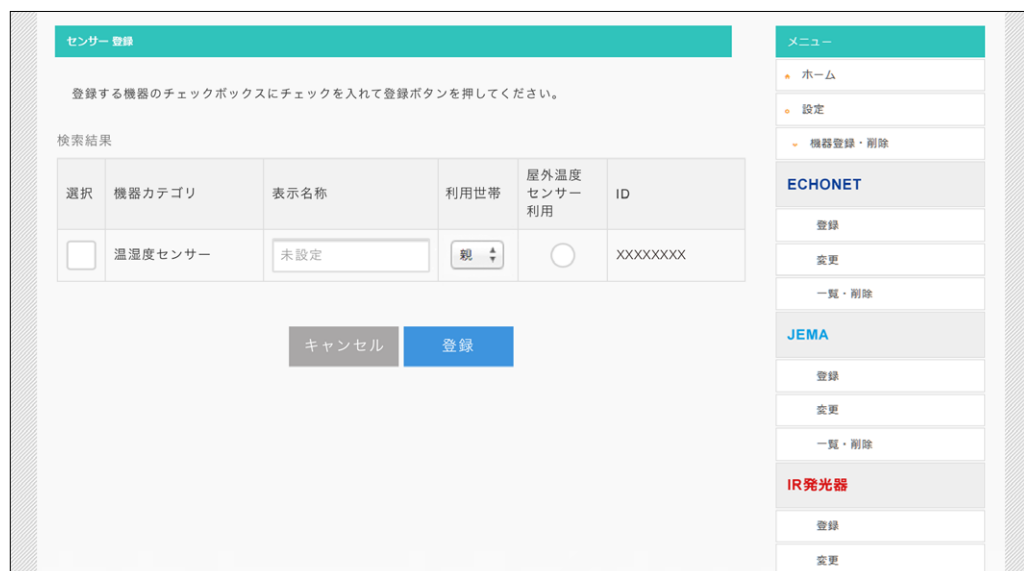 センサー 登録
登録する機器のチェックボックスにチェックを入れて登録ボタンを押してください。
検索結果
選択
機器カテゴリ
表示名称
利用世帯
屋外温度
センサー
利用
ID
温湿度センサー
未設定
親
XXXXXXXX
キャンセル
登録
メニュー
ホーム
設定
機器登録・削除
ECHONET
登録
変更
一覧・削除
JEMA
登録
変更
一覧・削除
IR発光器
登録
変更